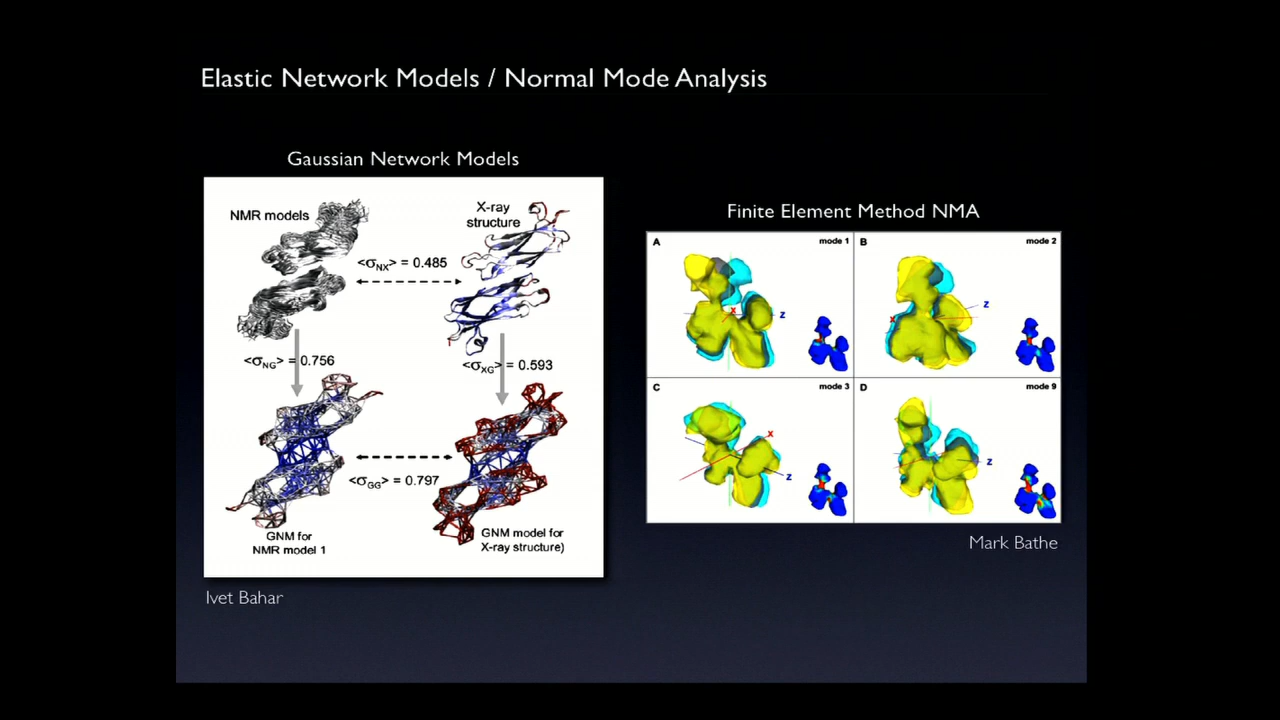 Elastic Network Models / Normal Mode Analysis
Gaussian Network Models
NMR models
X-ray
structure
<σNX> = 0.485
<σNG> = 0.756
<σXG> = 0.593
<σGG> = 0.797
GNM for
NMR model 1
GNM model for
X-ray structure)
Ivet Bahar
Finite Element Method NMA
A
mode 1
X
Z
B
mode 2
X
Z
C
mode 3
X
Z
D
mode 9
Z
Mark Bathe